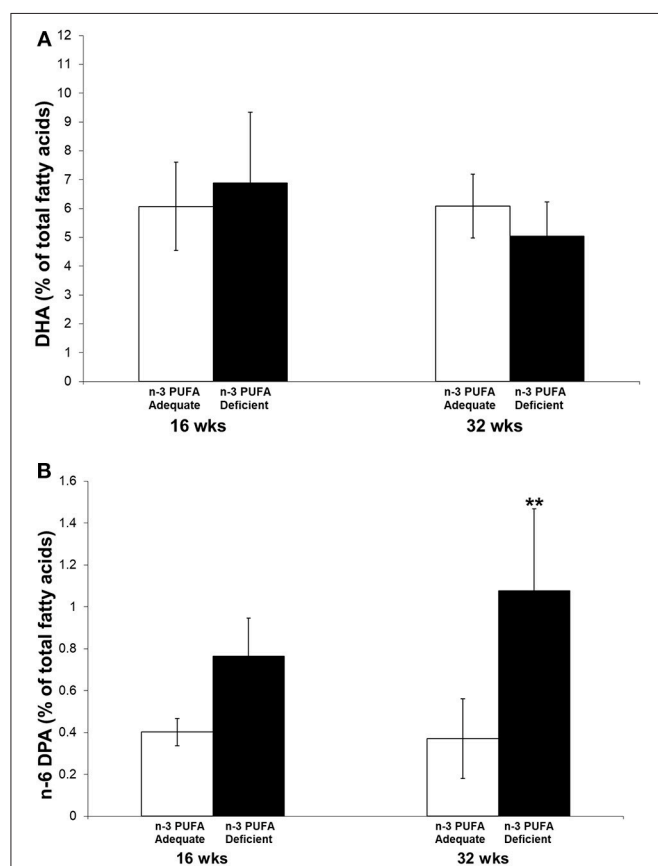 A
DHA (% of total fatty acids)
12
11
10
9
8
7
6
5
4
3
2
1
0
n-3 PUFA Adequate
n-3 PUFA Deficient
n-3 PUFA Adequate
n-3 PUFA Deficient
16 wks
32 wks
B
n-6 DPA (% of total fatty acids)
1.6
1.4
1.2
1
0.8
0.6
0.4
0.2
0
**
n-3 PUFA Adequate
n-3 PUFA Deficient
n-3 PUFA Adequate
n-3 PUFA Deficient
16 wks
32 wks